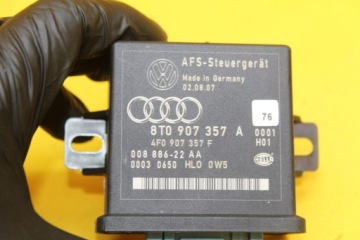 AFS-Steuergerät
Made in Germany
02.08.07
76
8T0 907 357 A 0001
4F0 907 357 F H01
008 886-22 AA
0003 0650 HLO 0W5
HELLA